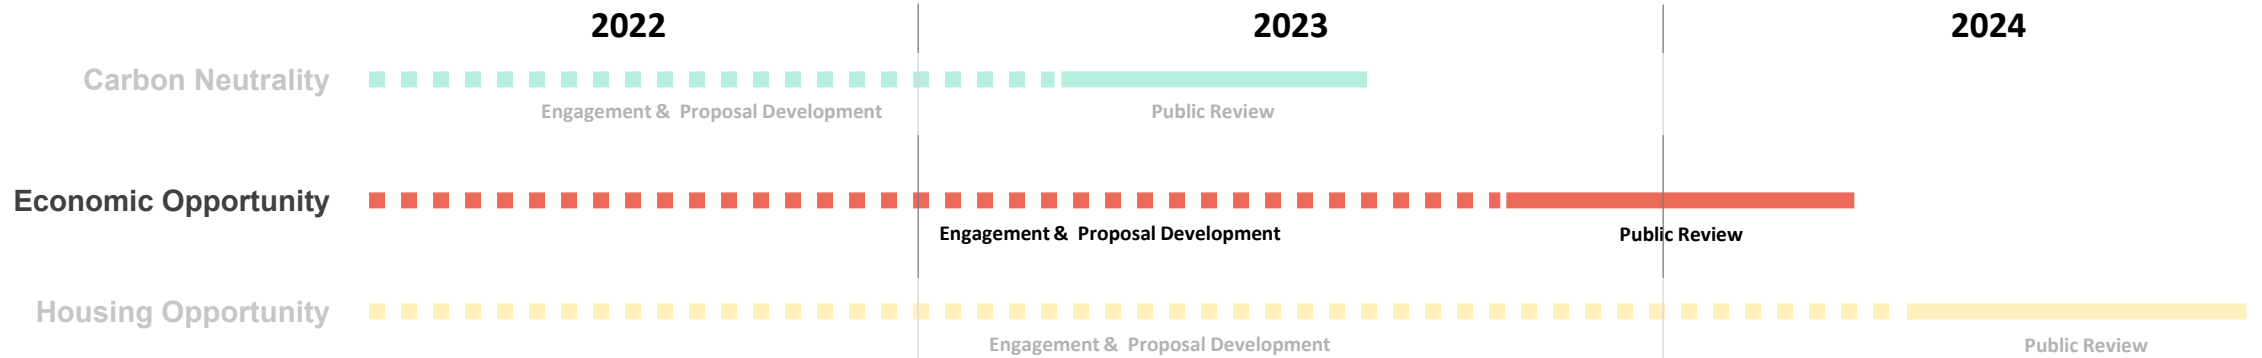 2022
2023
2024
Carbon Neutrality
Engagement & Proposal Development
Public Review
Economic Opportunity
Engagement & Proposal Development
Public Review
Housing Opportunity
Engagement & Proposal Development
Public Review